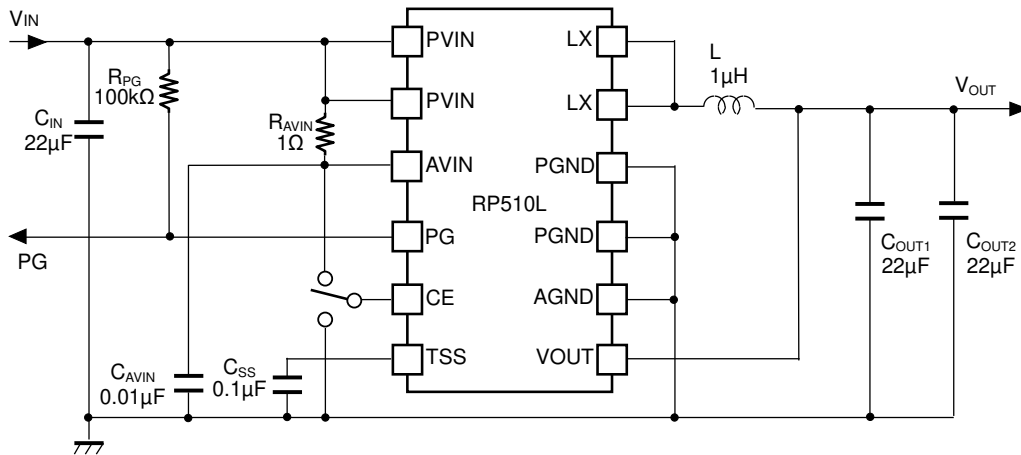 VIN
PVIN
LX
L
1μH
RPG
100kΩ
VOUT
PVIN
LX
CIN
22μF
RAVIN
1Ω
AVIN
PGND
RP510L
PG
PG
PGND
COUT1
22μF
COUT2
22μF
CE
AGND
TSS
VOUT
CAVIN
0.01μF
CSS
0.1μF